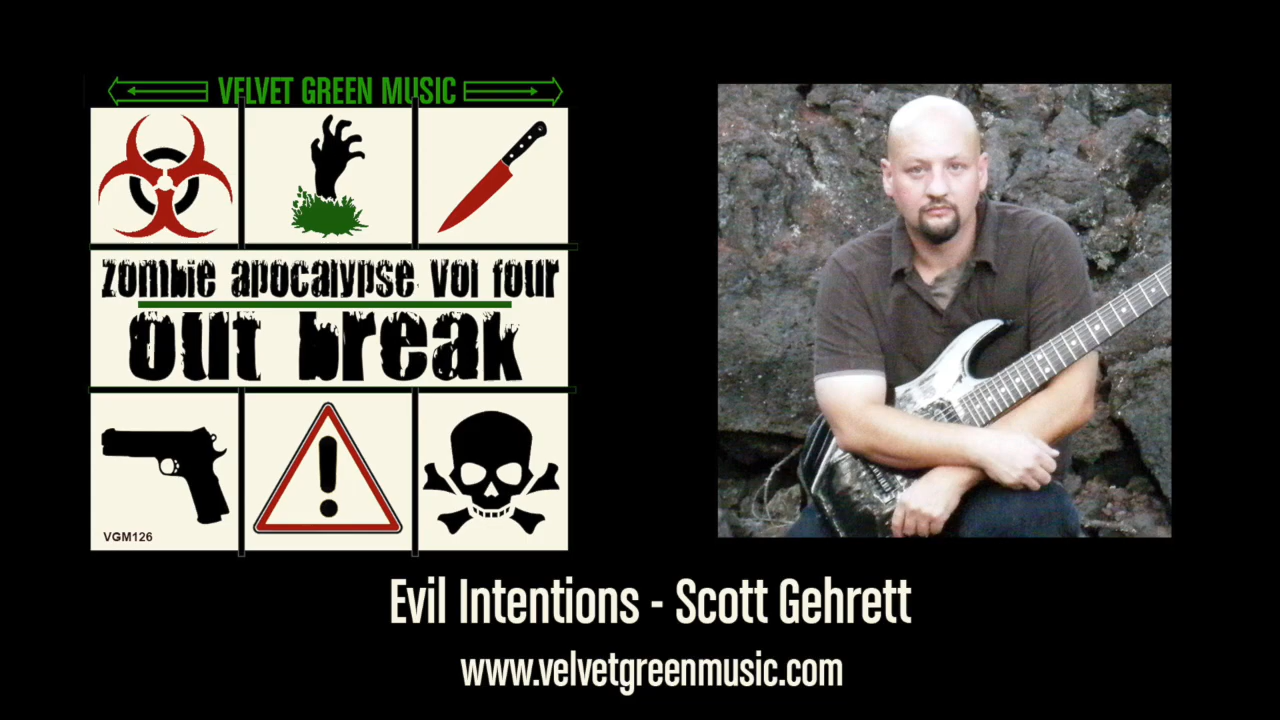 VELVET GREEN MUSIC
zombie apocalypse vol four
out break
!
VGM126
Evil Intentions - Scott Gehrett
www.velvetgreenmusic.com